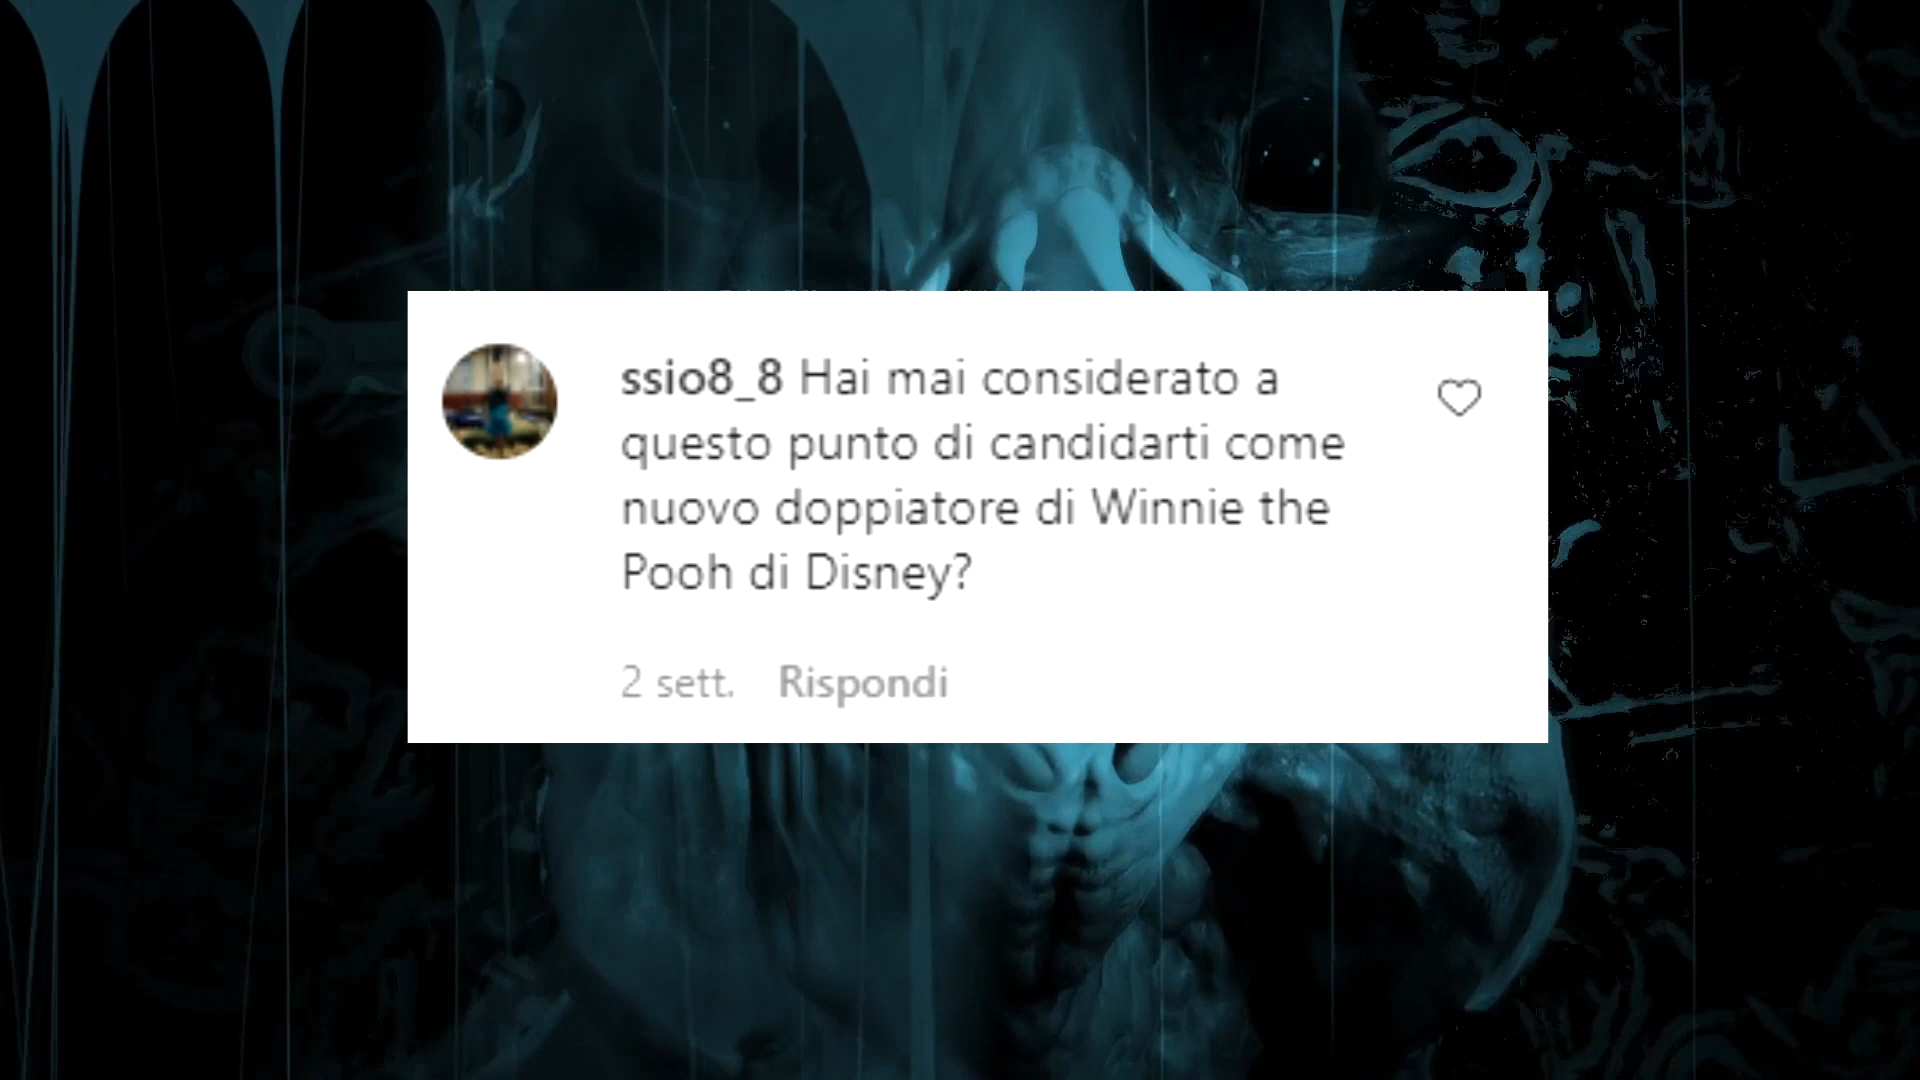 ssio8_8 Hai mai considerato a
questo punto di candidarti come
nuovo doppiatore di Winnie the
Pooh di Disney?
2 sett. Rispondi